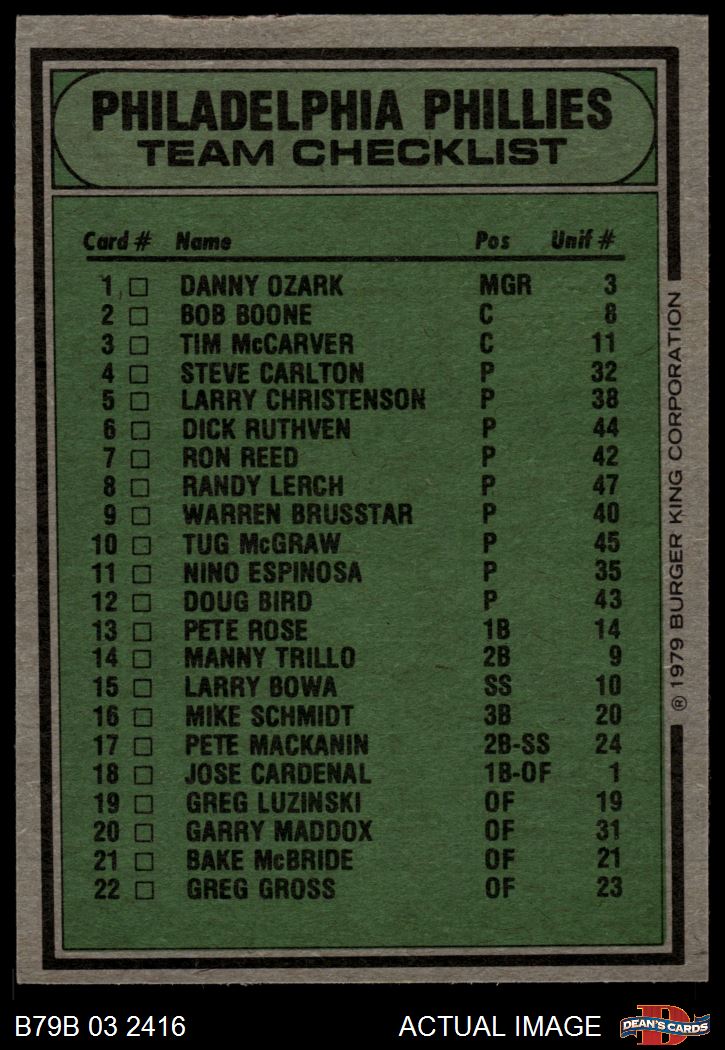 PHILADELPHIA PHILLIES
TEAM CHECKLIST
Card # Name Pos Unif #
1 DANNY OZARK MGR 3
2 BOB BOONE C 8
3 TIM McCARVER C 11
4 STEVE CARLTON P 32
5 LARRY CHRISTENSON P 38
6 DICK RUTHVEN P 44
7 RON REED P 42
8 RANDY LERCH P 47
9 WARREN BRUSSTAR P 40
10 TUG McGRAW P 45
11 NINO ESPINOSA P 35
12 DOUG BIRD P 43
13 PETE ROSE 1B 14
14 MANNY TRILLO 2B 9
15 LARRY BOWA SS 10
16 MIKE SCHMIDT 3B 20
17 PETE MACKANIN 2B-SS 24
18 JOSE CARDENAL 1B-OF 1
19 GREG LUZINSKI OF 19
20 GARRY MADDOX OF 31
21 BAKE McBRIDE OF 21
22 GREG GROSS OF 23
® 1979 BURGER KING CORPORATION
B79B 03 2416 ACTUAL IMAGE
D
DEAN'S CARDS